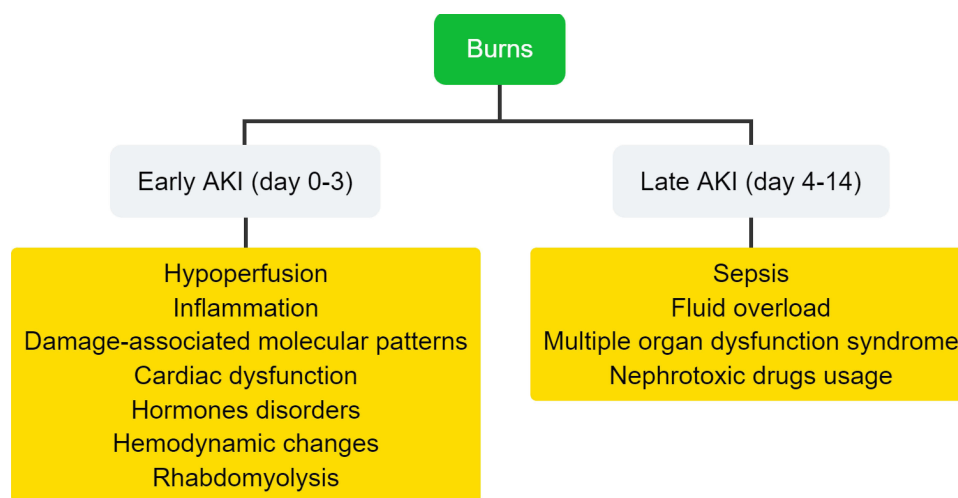 Burns
Early AKI (day 0-3)
Late AKI (day 4-14)
Hypoperfusion
Inflammation
Damage-associated molecular patterns
Cardiac dysfunction
Hormones disorders
Hemodynamic changes
Rhabdomyolysis
Sepsis
Fluid overload
Multiple organ dysfunction syndrome
Nephrotoxic drugs usage